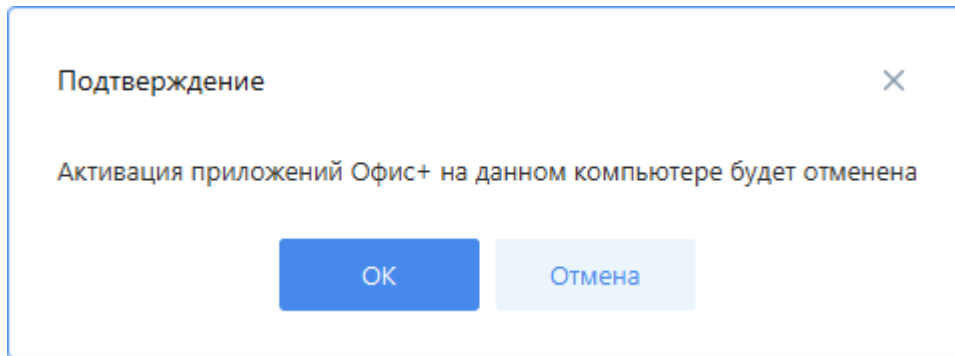 Подтверждение
Активация приложений Офис+ на данном компьютере будет отменена
ОК
Отмена